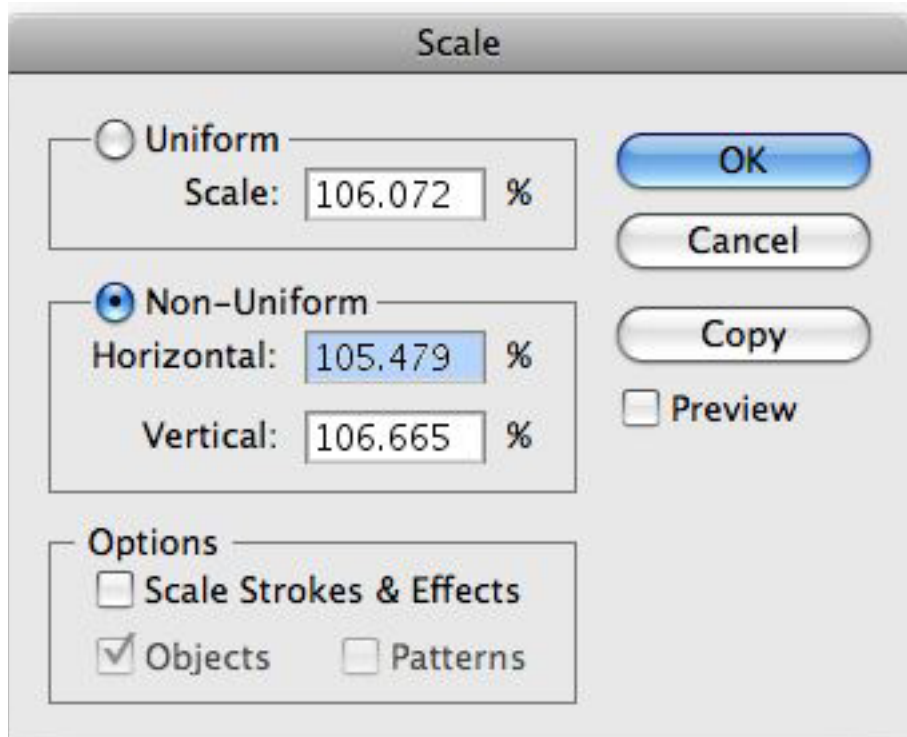 Scale
Uniform
Scale: 106.072 %
Non-Uniform
Horizontal: 105.479 %
Vertical: 106.665 %
Options
Scale Strokes & Effects
Objects Patterns
OK
Cancel
Copy
Preview